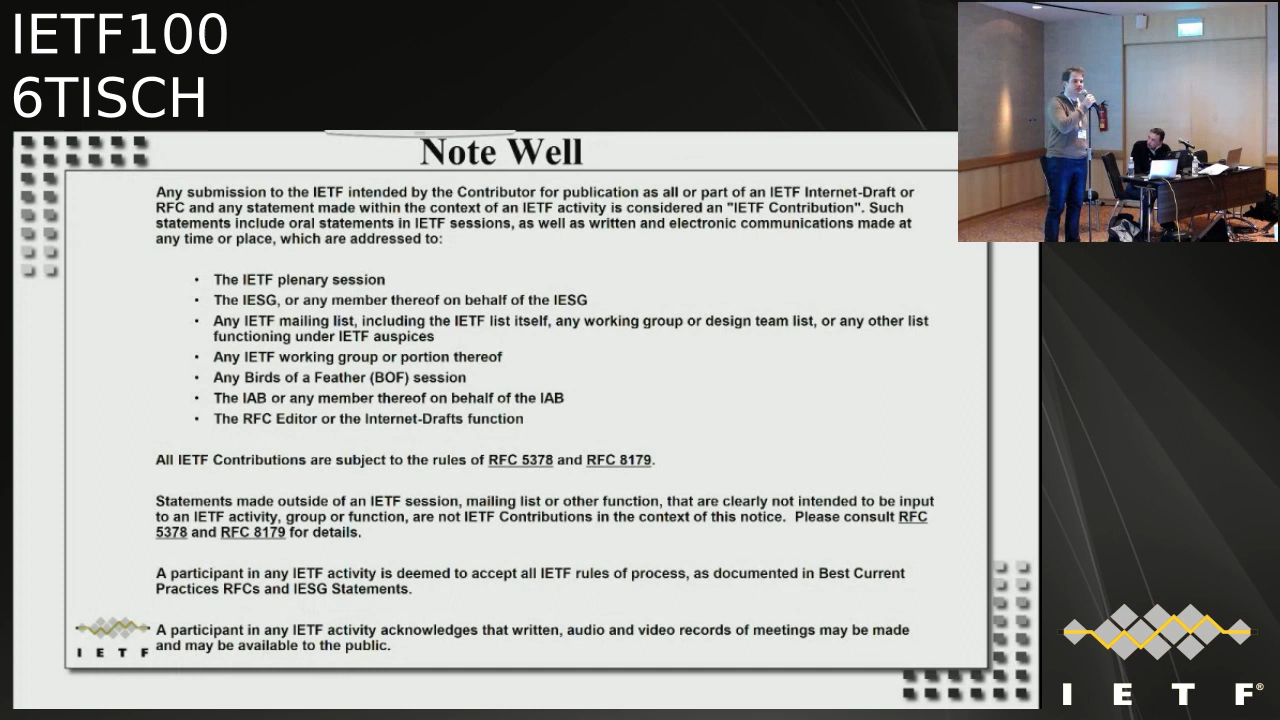 IETF100
6TISCH
Note Well
Any submission to the IETF intended by the Contributor for publication as all or part of an IETF Internet-Draft or
RFC and any statement made within the context of an IETF activity is considered an "IETF Contribution". Such
statements include oral statements in IETF sessions, as well as written and electronic communications made at
any time or place, which are addressed to:
• The IETF plenary session
• The IESG, or any member thereof on behalf of the IESG
• Any IETF mailing list, including the IETF list itself, any working group or design team list, or any other list
functioning under IETF auspices
• Any IETF working group or portion thereof
• Any Birds of a Feather (BOF) session
• The IAB or any member thereof on behalf of the IAB
• The RFC Editor or the Internet-Drafts function
All IETF Contributions are subject to the rules of RFC 5378 and RFC 8179.
Statements made outside of an IETF session, mailing list or other function, that are clearly not intended to be input
to an IETF activity, group or function, are not IETF Contributions in the context of this notice.  Please consult RFC
5378 and RFC 8179 for details.
A participant in any IETF activity is deemed to accept all IETF rules of process, as documented in Best Current
Practices RFCs and IESG Statements.
A participant in any IETF activity acknowledges that written, audio and video records of meetings may be made
and may be available to the public.
I E T F
I E T F®